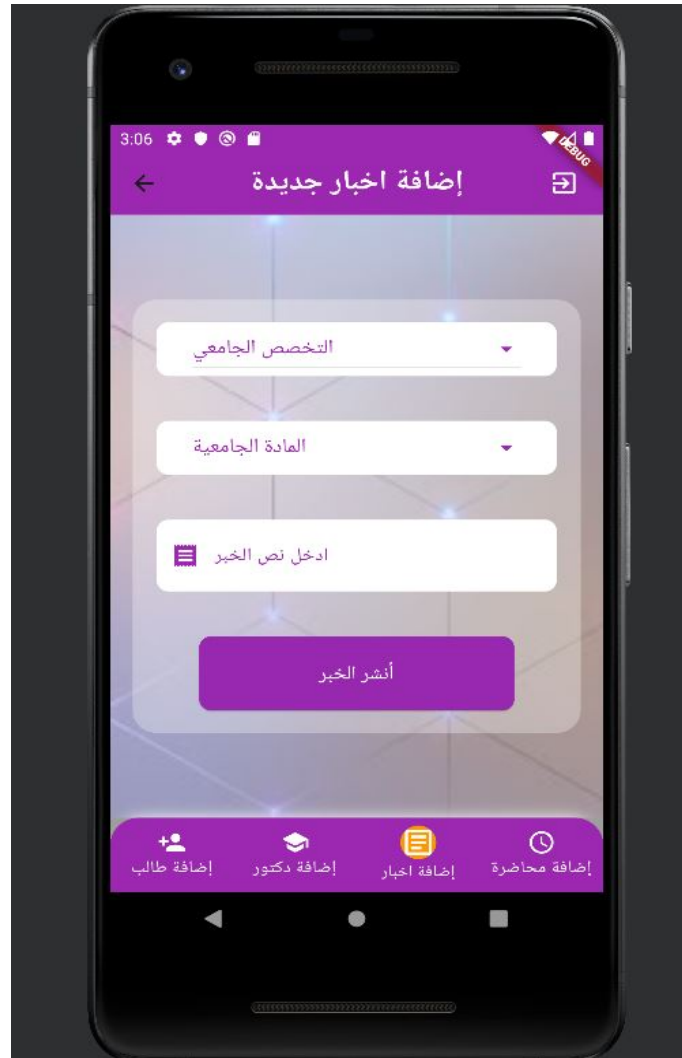 3:06
DEBUG
إضافة اخبار جديدة
التخصص الجامعي
المادة الجامعية
ادخل نص الخبر
أنشر الخبر
إضافة محاضرة
إضافة اخبار
إضافة دكتور
إضافة طالب